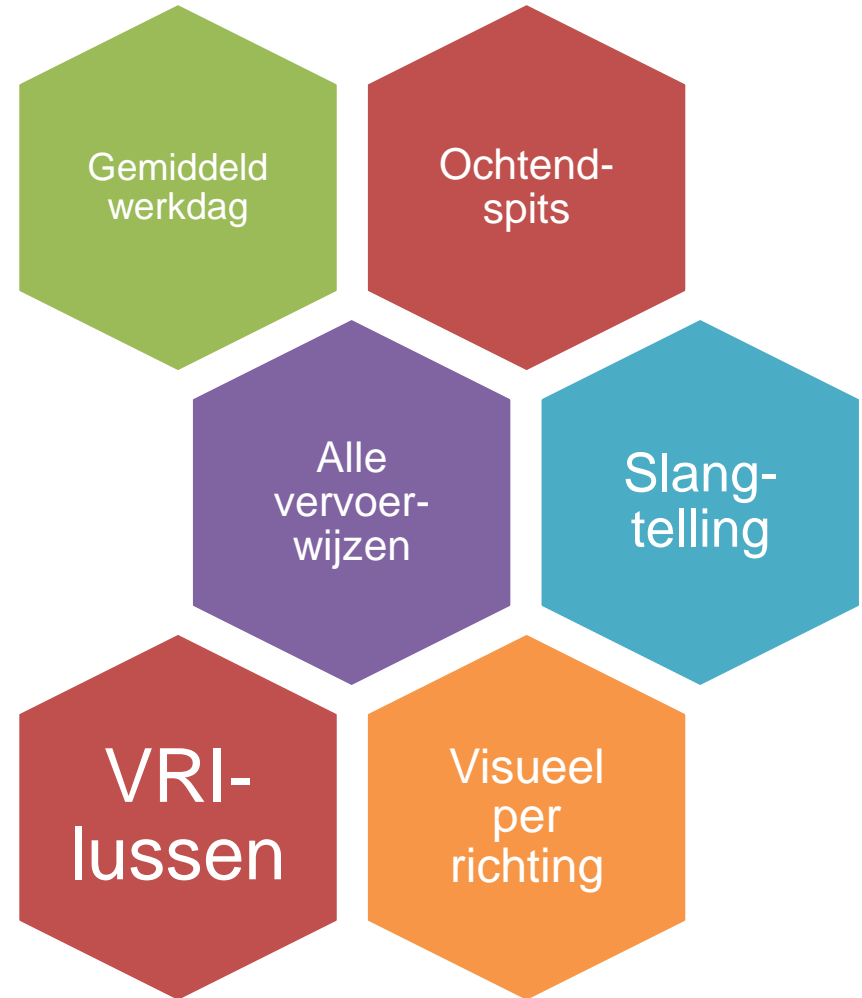 Gemiddeld
werkdag
Ochtend-
spits
Alle
vervoer-
wijzen
Slang-
telling
VRI-
lussen
Visueel
per
richting